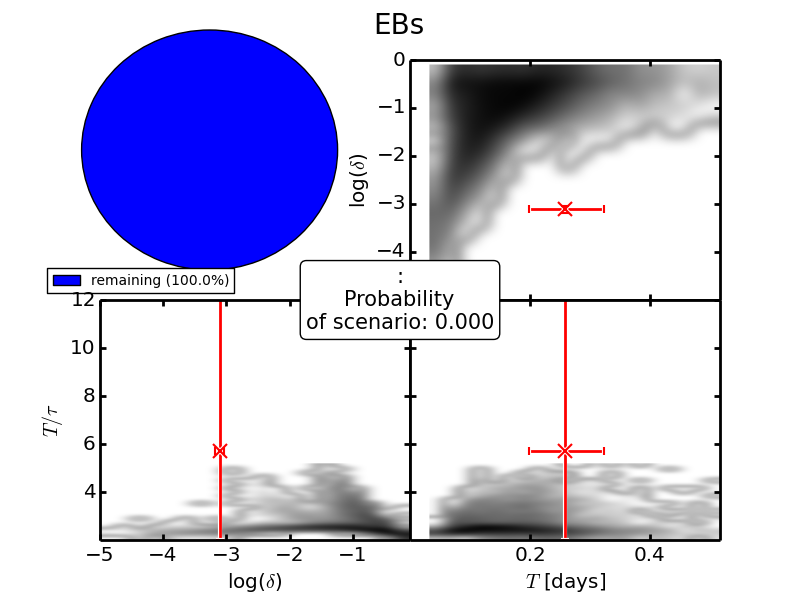 EBs
0
−1
−2
−3
−4
log(δ)
0.2
0.4
remaining (100.0%)
:
Probability
of scenario: 0.000
12
10
8
6
4
T/τ
−5
−4
−3
−2
−1
log(δ)
T [days]